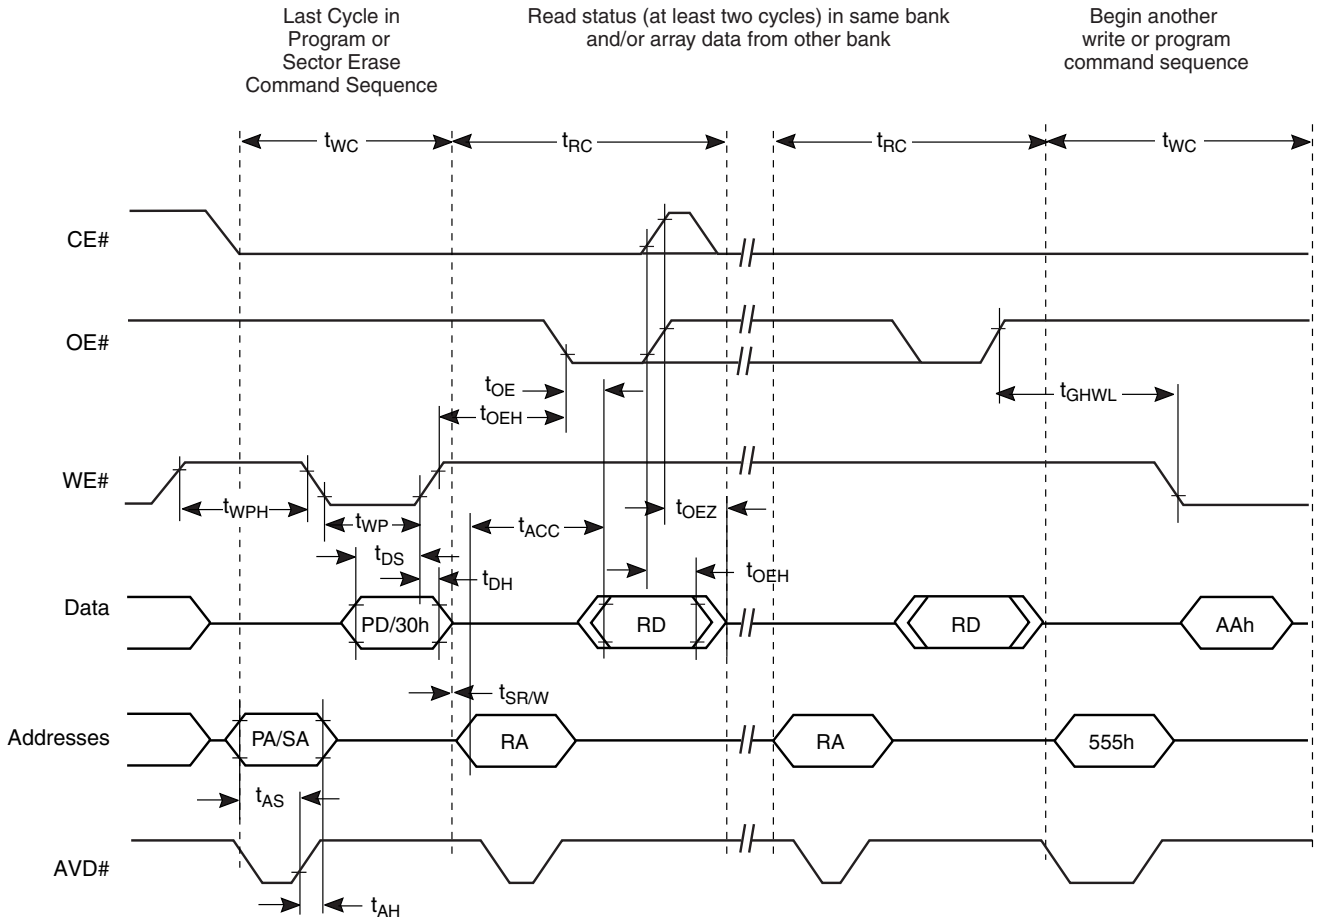 Last Cycle in
Program or
Sector Erase
Command Sequence
Read status (at least two cycles) in same bank
and/or array data from other bank
Begin another
write or program
command sequence
tWC
tRC
tRC
tWC
CE#
OE#
tOE
tOEH
tGHWL
WE#
tWPH
tWP
tACC
tOEZ
tDS
tDH
tOEH
Data
PD/30h
RD
RD
AAh
tSR/W
Addresses
PA/SA
RA
RA
555h
tAS
AVD#
tAH